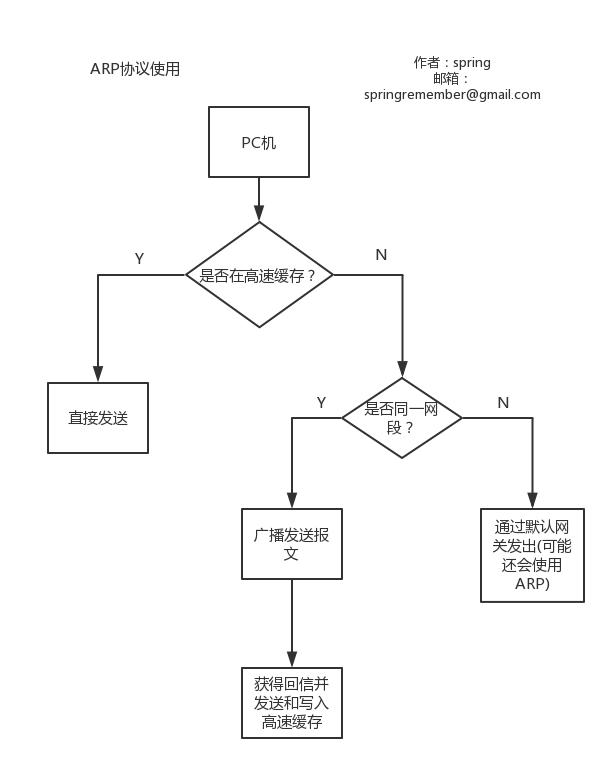 ARP协议使用
作者：spring
邮箱：
springremember@gmail.com
PC机
Y
是否在高速缓存？
N
直接发送
Y
是否同一网
段？
N
广播发送报
文
通过默认网
关发出(可能
还会使用
ARP)
获得回信并
发送和写入
高速缓存